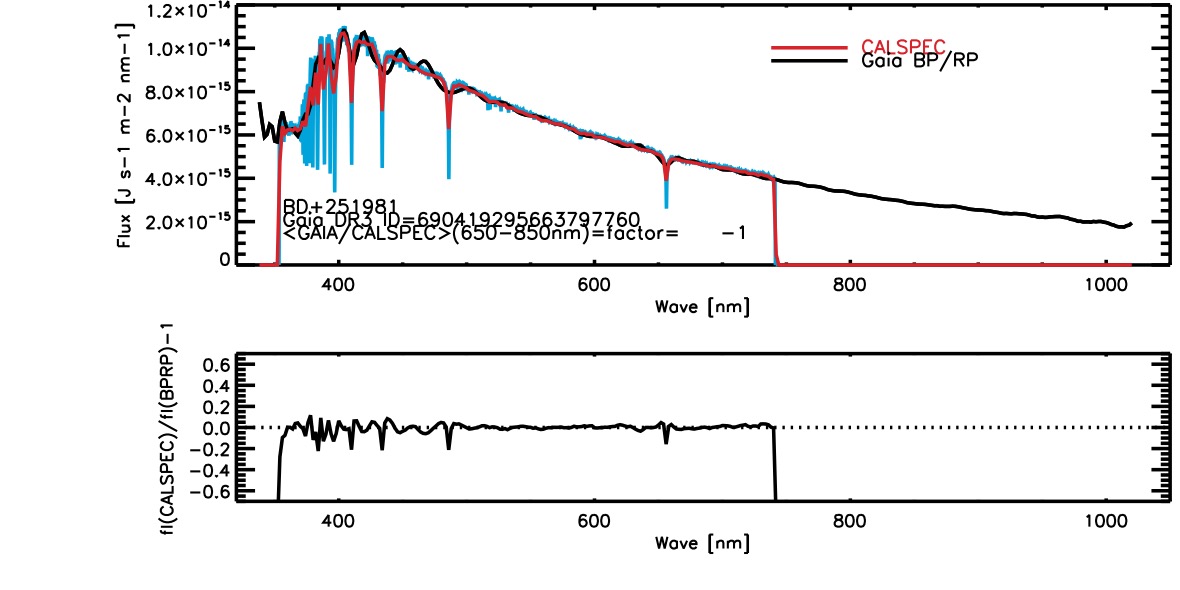 1.2×10⁻¹⁴
1.0×10⁻¹⁴
8.0×10⁻¹⁵
6.0×10⁻¹⁵
4.0×10⁻¹⁵
2.0×10⁻¹⁵
0
Flux [J s−1 m−2 nm−1]
CALSPEC
Gaia BP/RP
BD+251981
Gaia DR3 ID=690419295663797760
<GAIA/CALSPEC>(650−850nm)=factor= −1
400 600 800 1000
Wave [nm]
fl(CALSPEC)/fl(BPRP)−1
0.6
0.4
0.2
0.0
−0.2
−0.4
−0.6
400 600 800 1000
Wave [nm]